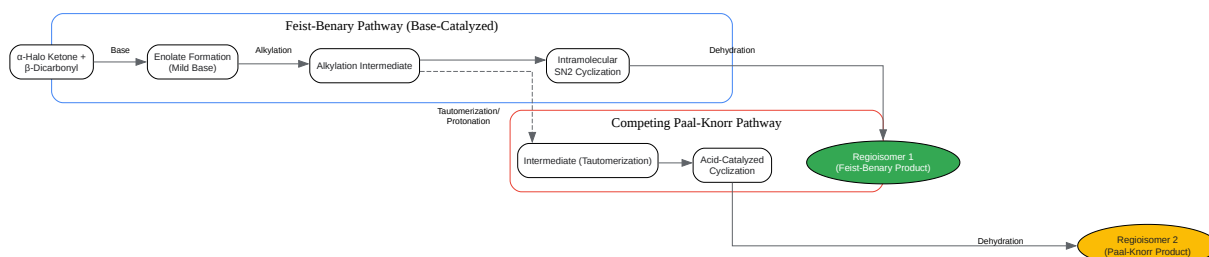 Feist-Benary Pathway (Base-Catalyzed)
α-Halo Ketone +
β-Dicarbonyl
Base
Enolate Formation
(Mild Base)
Alkylation
Alkylation Intermediate
Intramolecular
SN2 Cyclization
Dehydration
Tautomerization/
Protonation
Competing Paal-Knorr Pathway
Intermediate (Tautomerization)
Acid-Catalyzed
Cyclization
Regioisomer 1
(Feist-Benary Product)
Dehydration
Regioisomer 2
(Paal-Knorr Product)